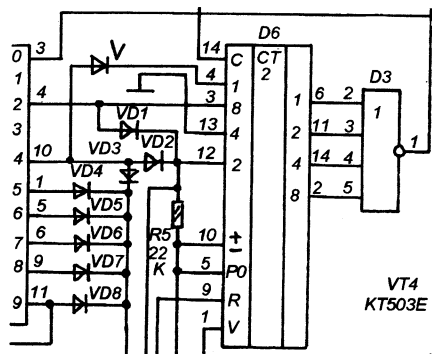 D6
0 3 14 C CT
V 2
1 4 1 1 6 2 D3
2 4 3 8 1
VD1
3 13 4 2 11 3
VD3 VD2 1
4 10 12 2 4 14 4
VD4
5 1 8 2 5
6 5 VD5
7 6 VD6 R5 10 ±
22
8 9 VD7 K 5 P0
9 R VT4
9 11 VD8 1 V KT503E